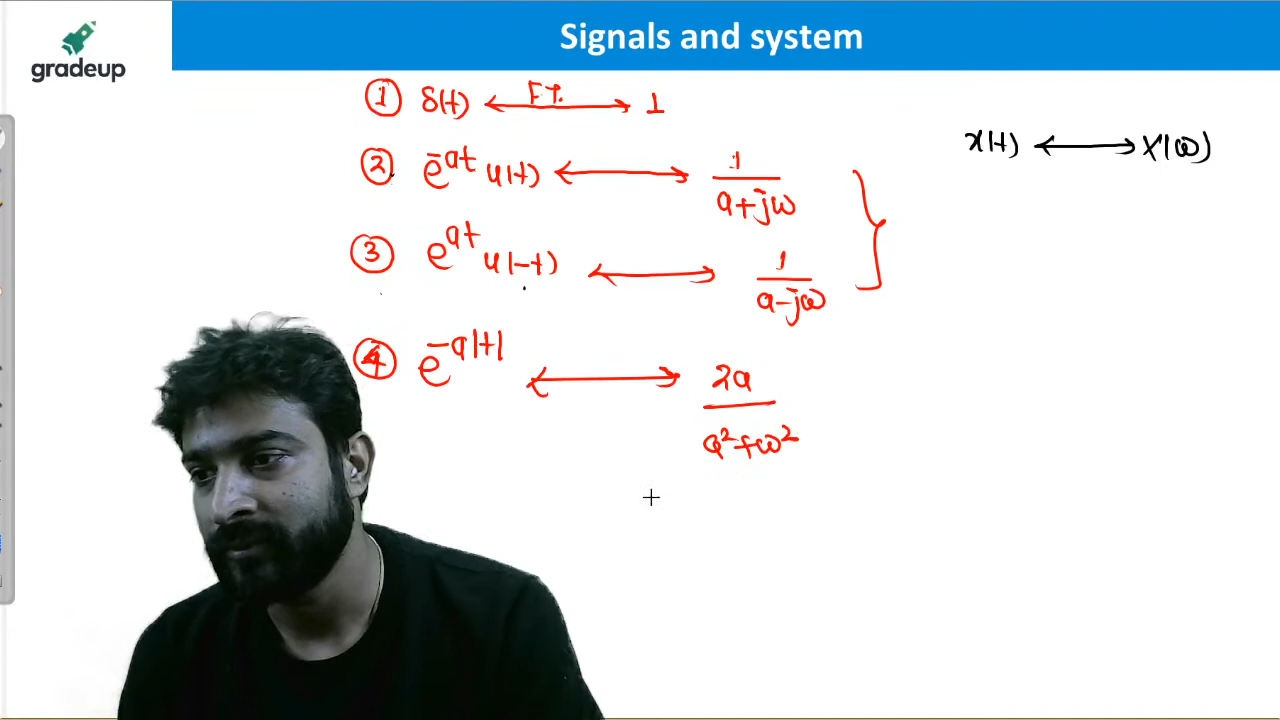 Signals and system
gradeup
① δ(t) ←F.T.→ 1
x(t) ←→ X(ω)
② e^-at u(t) ←→ 1/(a+jω)
③ e^at u(-t) ←→ 1/(a-jω)
④ e^-a|t| ←→ 2a/(a²+ω²)